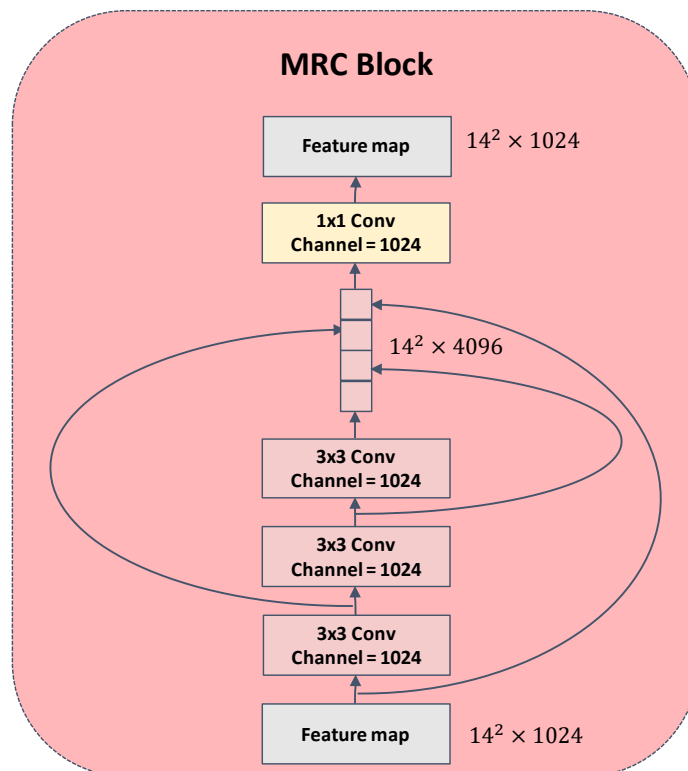 MRC Block
Feature map
14² × 1024
1x1 Conv
Channel = 1024
14² × 4096
3x3 Conv
Channel = 1024
3x3 Conv
Channel = 1024
3x3 Conv
Channel = 1024
Feature map
14² × 1024